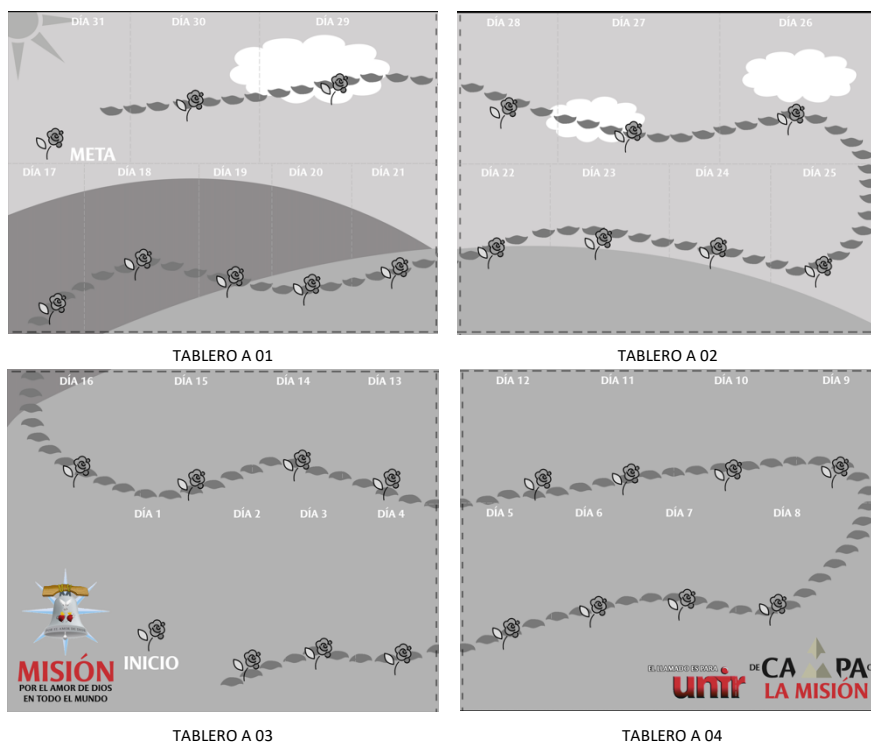 DÍA 31 DÍA 30 DÍA 29
META
DÍA 17 DÍA 18 DÍA 19 DÍA 20 DÍA 21
TABLERO A 01
DÍA 28 DÍA 27 DÍA 26
DÍA 22 DÍA 23 DÍA 24 DÍA 25
TABLERO A 02
DÍA 16 DÍA 15 DÍA 14 DÍA 13
DÍA 1 DÍA 2 DÍA 3 DÍA 4
INICIO
MISIÓN
POR EL AMOR DE DIOS
EN TODO EL MUNDO
TABLERO A 03
DÍA 12 DÍA 11 DÍA 10 DÍA 9
DÍA 5 DÍA 6 DÍA 7 DÍA 8
EL LLAMADO ES PARA
unir
DE CA PA
LA MISIÓN
TABLERO A 04